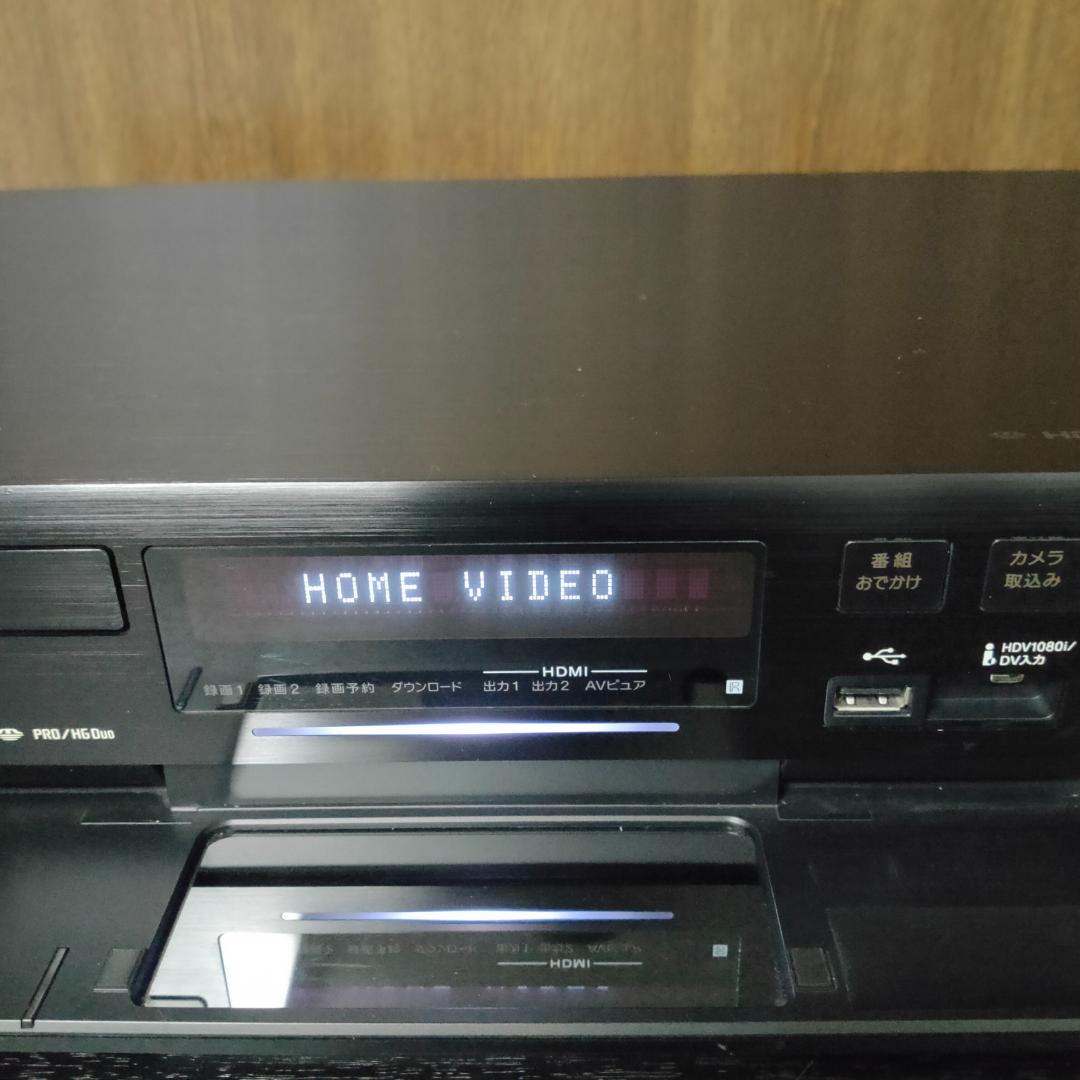 HOME VIDEO
番組
おでかけ
カメラ
取込み
HDMI
録画1 録画2 録画予約 ダウンロード 出力1 出力2 AVピュア
IR
i HDV1080i/
DV入力
PRO/HG Duo